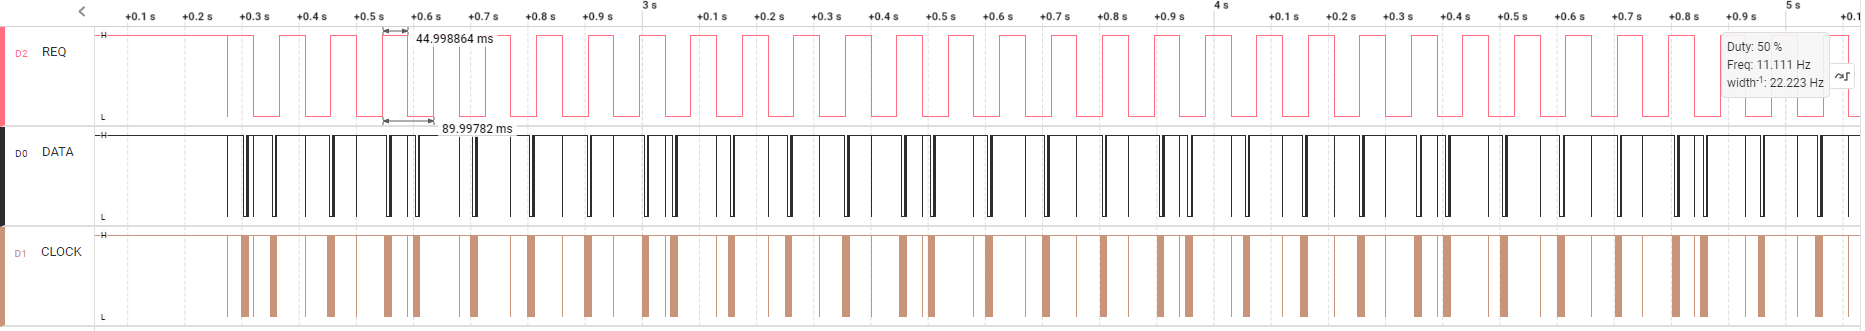 3 s 4 s 5 s
+0.1 s +0.2 s +0.3 s +0.4 s +0.5 s +0.6 s +0.7 s +0.8 s +0.9 s +0.1 s +0.2 s +0.3 s +0.4 s +0.5 s +0.6 s +0.7 s +0.8 s +0.9 s +0.1 s +0.2 s +0.3 s +0.4 s +0.5 s +0.6 s +0.7 s +0.8 s +0.9 s +0.1
H
44.998864 ms
D2 REQ
Duty: 50 %
Freq: 11.111 Hz
width-1: 22.223 Hz
L
89.99782 ms
H
D0 DATA
L
H
D1 CLOCK
L